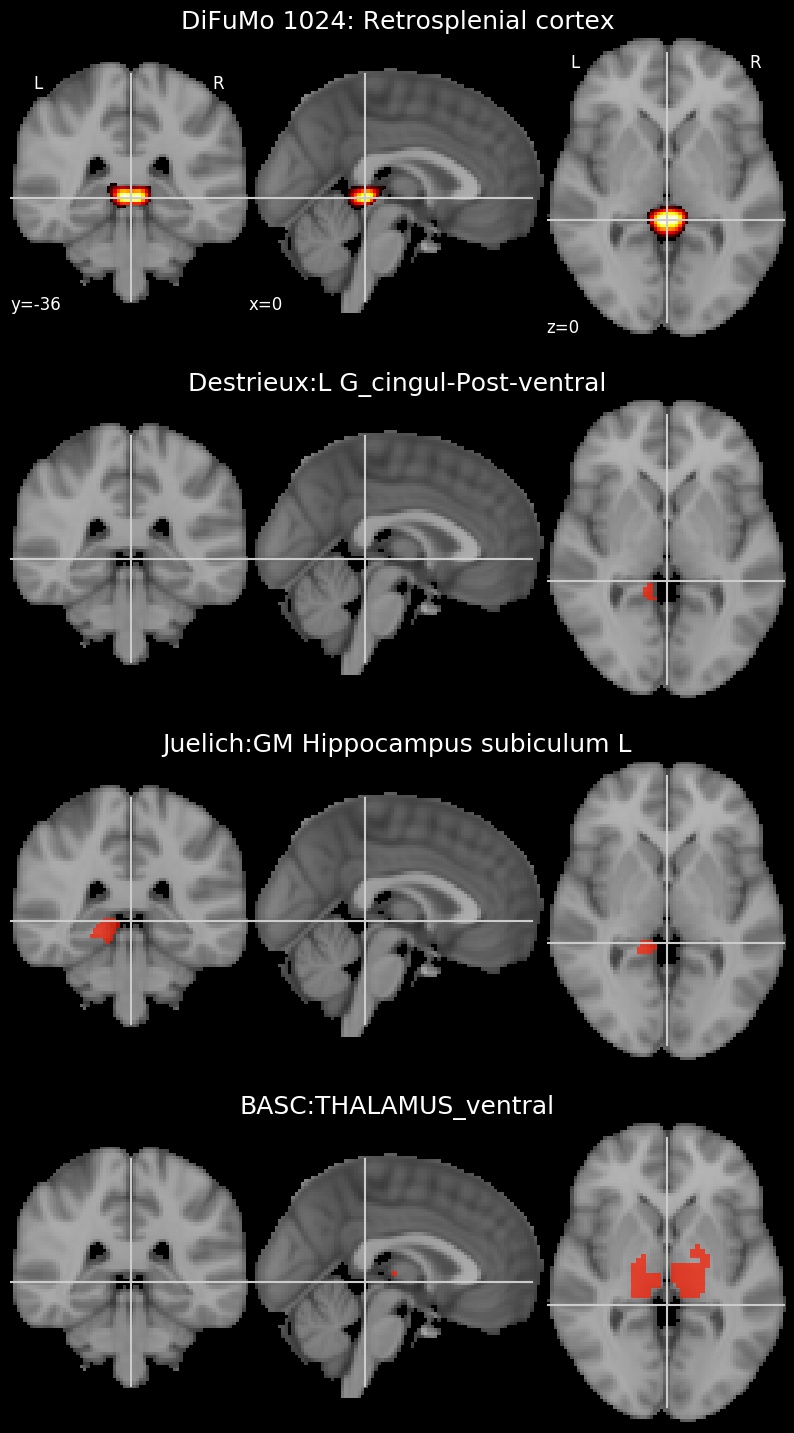 DiFuMo 1024: Retrosplenial cortex
L R
L R
y=-36 x=0 z=0
Destrieux:L G_cingul-Post-ventral
Juelich:GM Hippocampus subiculum L
BASC:THALAMUS_ventral